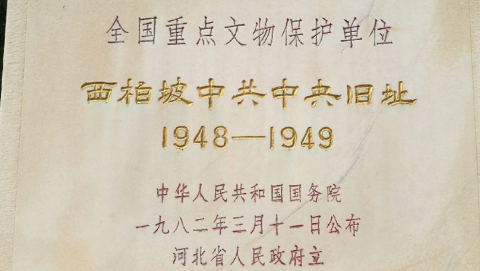 全国重点文物保护单位
西柏坡中共中央旧址
1948—1949
中华人民共和国国务院
一九八二年三月十一日公布
河北省人民政府立